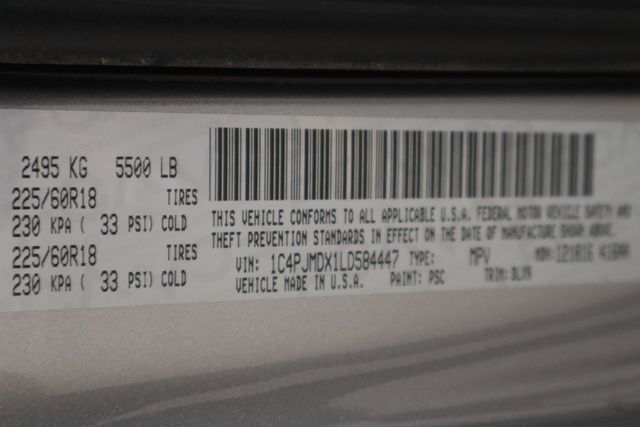 2495 KG 5500 LB
225/60R18 TIRES
230 KPA ( 33 PSI) COLD
225/60R18 TIRES
230 KPA ( 33 PSI) COLD
THIS VEHICLE CONFORMS TO ALL APPLICABLE U.S.A. FEDERAL MOTOR VEHICLE SAFETY AND
THEFT PREVENTION STANDARDS IN EFFECT ON THE DATE OF MANUFACTURE SHOWN ABOVE.
VIN: 1C4PJMDX1LD584447 TYPE: MPV MDH:
VEHICLE MADE IN U.S.A. PAINT: PSC TRIM: